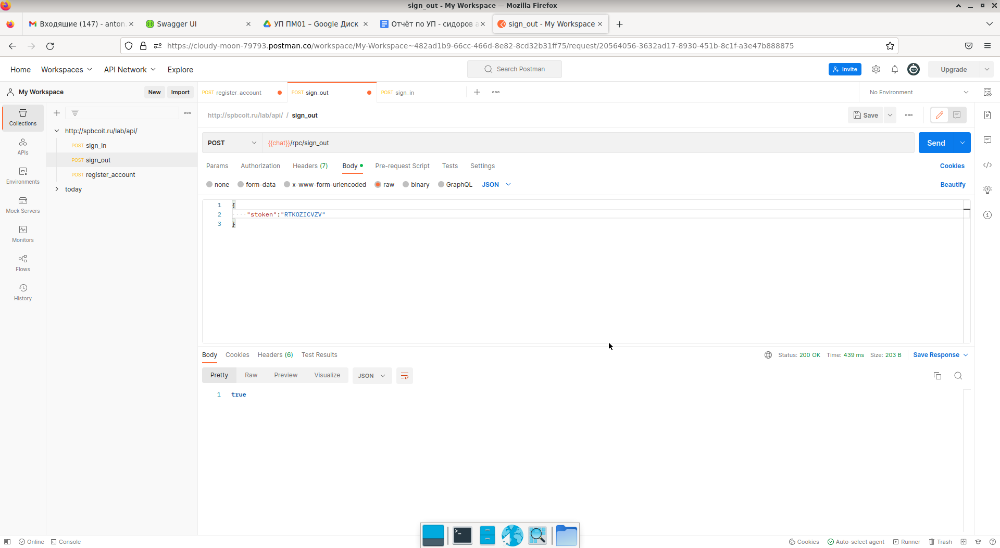 sign_out - My Workspace — Mozilla Firefox
Входящие (147) - anton.
Swagger UI
УП ПМ01 – Google Диск
Отчёт по УП - сидоров а
sign_out - My Workspace
https://cloudy-moon-79793.postman.co/workspace/My-Workspace~482ad1b9-66cc-466d-8e82-8cd32b31ff75/request/20564056-3632ad17-8930-451b-8c1f-a3e47b888875
Home
Workspaces
API Network
Explore
Search Postman
Invite
Upgrade
My Workspace
New
Import
POST register_account
POST sign_out
POST sign_in
No Environment
Collections
APIs
Environments
Mock Servers
Monitors
Flows
History
http://spbcoit.ru/lab/api/
POST sign_in
POST sign_out
POST register_account
today
http://spbcoit.ru/lab/api/ / sign_out
Save
POST
{{chat}}/rpc/sign_out
Send
Params
Authorization
Headers (7)
Body
Pre-request Script
Tests
Settings
Cookies
none
form-data
x-www-form-urlencoded
raw
binary
GraphQL
JSON
Beautify
1 {
2 "stoken":"RTKOZICVZV"
3 }
Body
Cookies
Headers (6)
Test Results
Status: 200 OK
Time: 439 ms
Size: 203 B
Save Response
Pretty
Raw
Preview
Visualize
JSON
1 true
Online
Console
Cookies
Auto-select agent
Runner
Trash